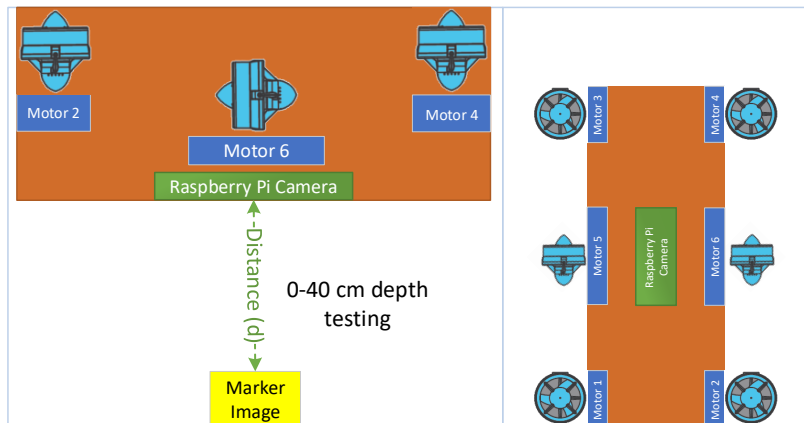 Motor 2
Motor 4
Motor 6
Raspberry Pi Camera
Distance (d)
0-40 cm depth
testing
Marker
Image
Motor 3
Motor 4
Motor 5
Raspberry Pi
Camera
Motor 6
Motor 1
Motor 2